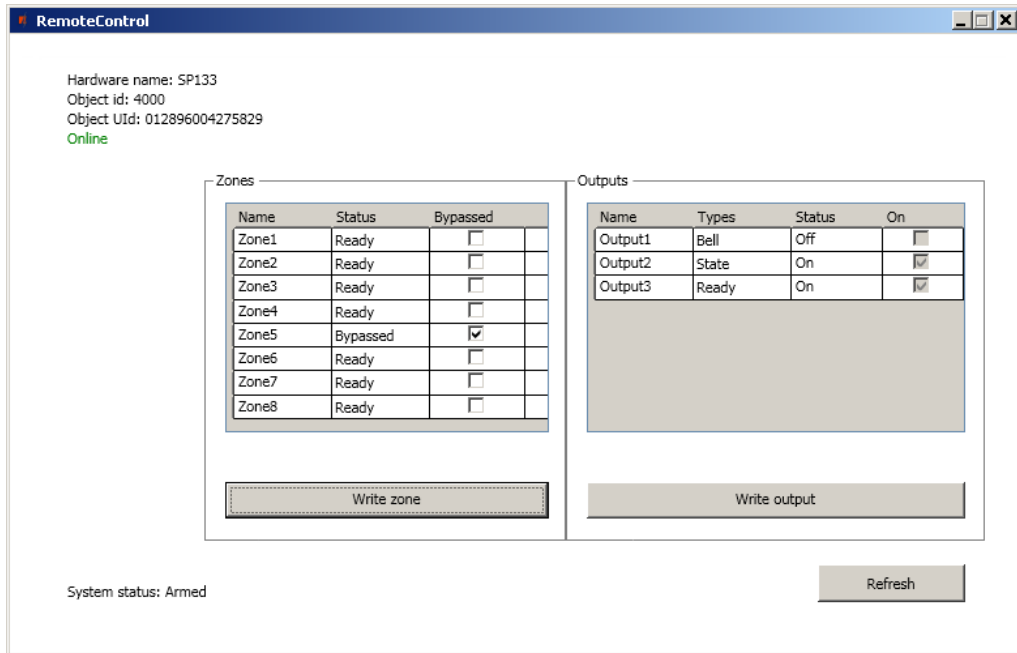 RemoteControl
Hardware name: SP133
Object id: 4000
Object UId: 012896004275829
Online
Zones
Name Status Bypassed
Zone1 Ready
Zone2 Ready
Zone3 Ready
Zone4 Ready
Zone5 Bypassed
Zone6 Ready
Zone7 Ready
Zone8 Ready
Write zone
Outputs
Name Types Status On
Output1 Bell Off
Output2 State On
Output3 Ready On
Write output
System status: Armed
Refresh